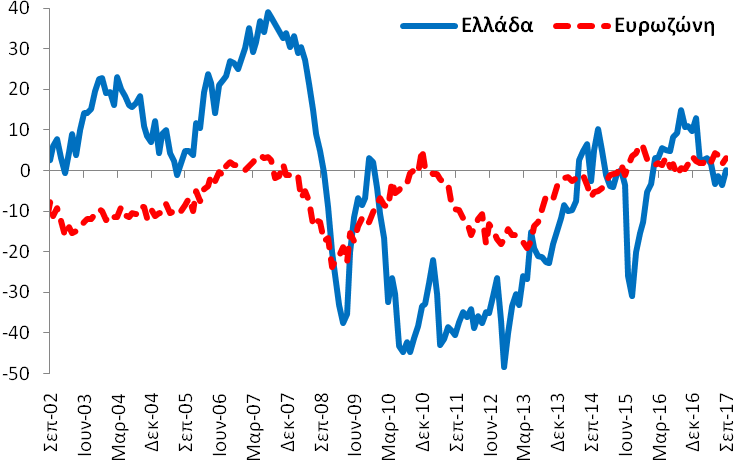 40
30
20
10
0
-10
-20
-30
-40
-50
Ελλάδα
Ευρωζώνη
Σεπ-02
Ιουν-03
Μαρ-04
Δεκ-04
Σεπ-05
Ιουν-06
Μαρ-07
Δεκ-07
Σεπ-08
Ιουν-09
Μαρ-10
Δεκ-10
Σεπ-11
Ιουν-12
Μαρ-13
Δεκ-13
Σεπ-14
Ιουν-15
Μαρ-16
Δεκ-16
Σεπ-17